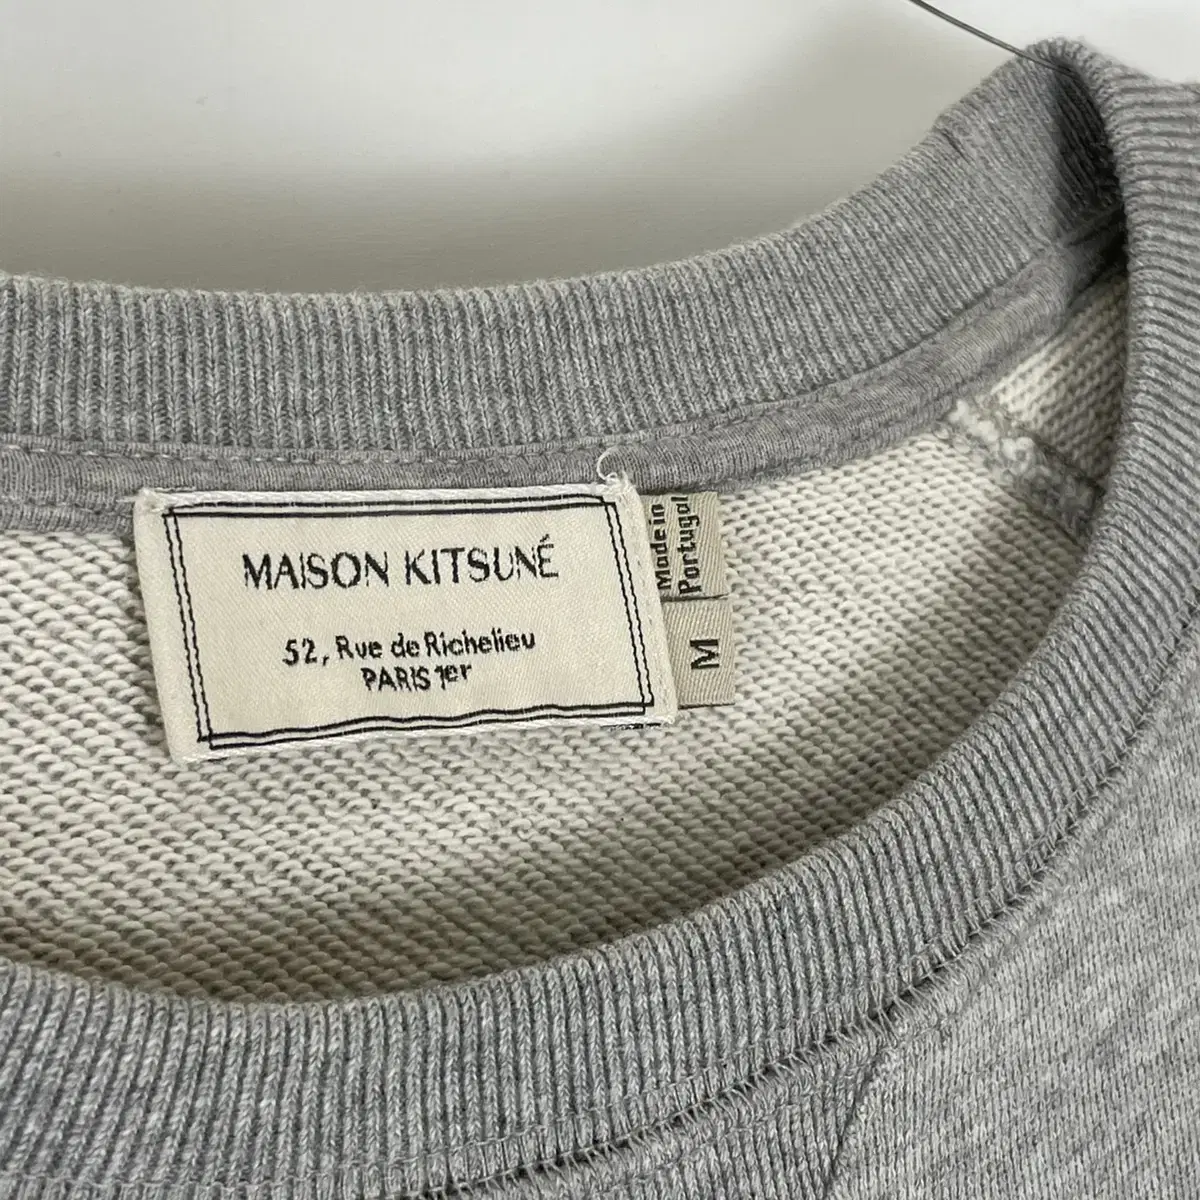 MAISON KITSUNÉ
52, Rue de Richelieu
PARIS 1er
Made in
Portugal
M